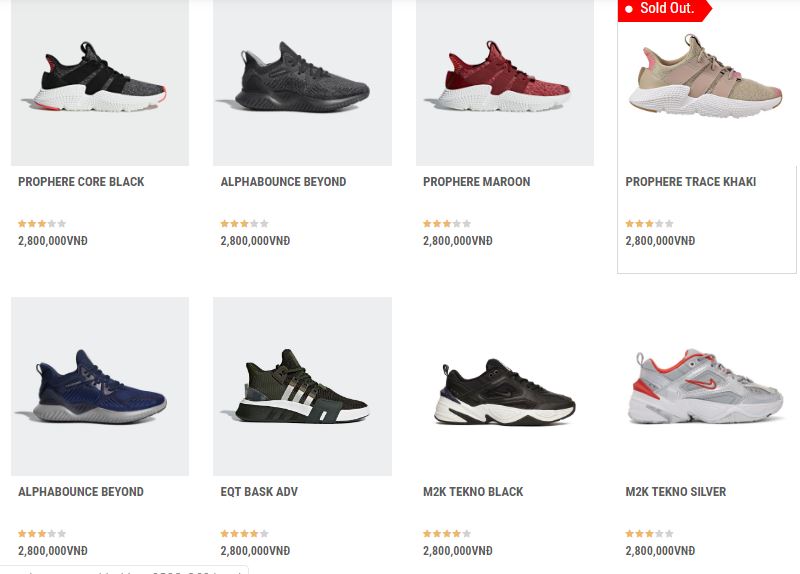 Sold Out.
PROPHERE CORE BLACK
ALPHABOUNCE BEYOND
PROPHERE MAROON
PROPHERE TRACE KHAKI
2,800,000VNĐ
2,800,000VNĐ
2,800,000VNĐ
2,800,000VNĐ
ALPHABOUNCE BEYOND
EQT BASK ADV
M2K TEKNO BLACK
M2K TEKNO SILVER
2,800,000VNĐ
2,800,000VNĐ
2,800,000VNĐ
2,800,000VNĐ